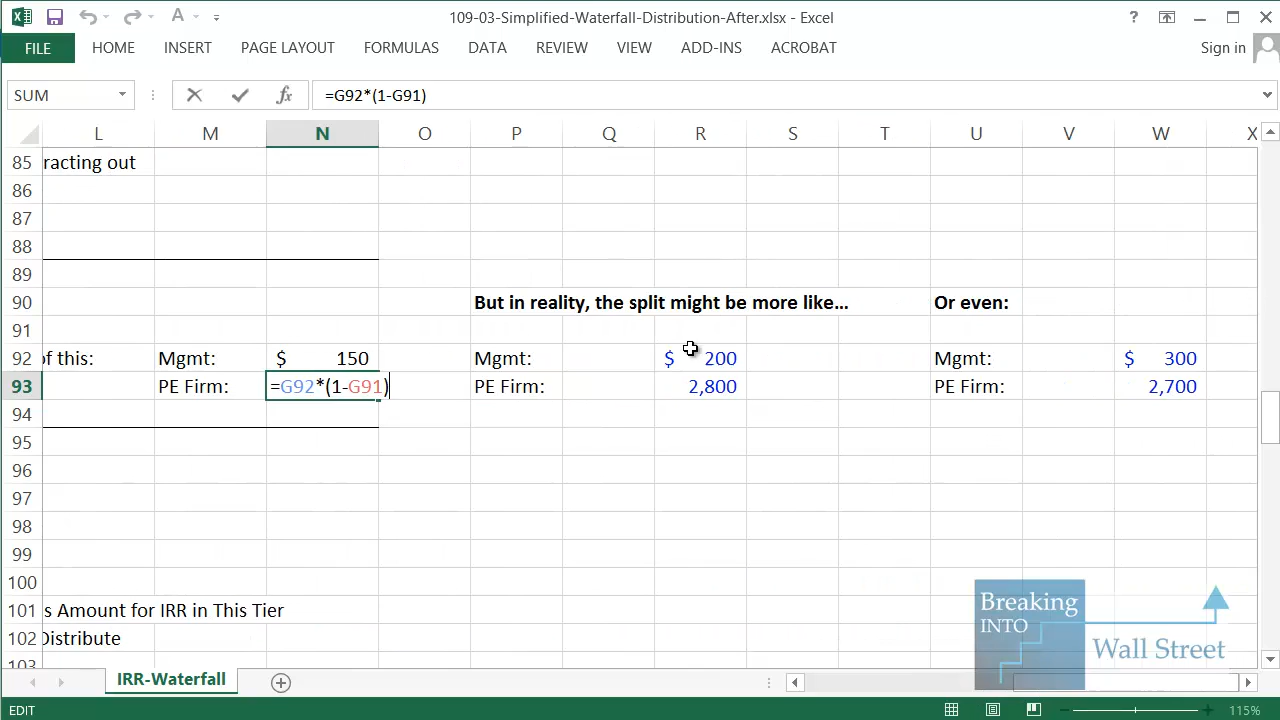 109-03-Simplified-Waterfall-Distribution-After.xlsx - Excel
FILE HOME INSERT PAGE LAYOUT FORMULAS DATA REVIEW VIEW ADD-INS ACROBAT Sign in
SUM fx =G92*(1-G91)
L M N O P Q R S T U V W X
85 racting out
86
87
88
89
90 But in reality, the split might be more like... Or even:
91
92 of this: Mgmt: $ 150 Mgmt: $ 200 Mgmt: $ 300
93 PE Firm: =G92*(1-G91) PE Firm: 2,800 PE Firm: 2,700
94
95
96
97
98
99
100
101 s Amount for IRR in This Tier
102 Distribute
103
Breaking
INTO
Wall Street
IRR-Waterfall
EDIT 115%